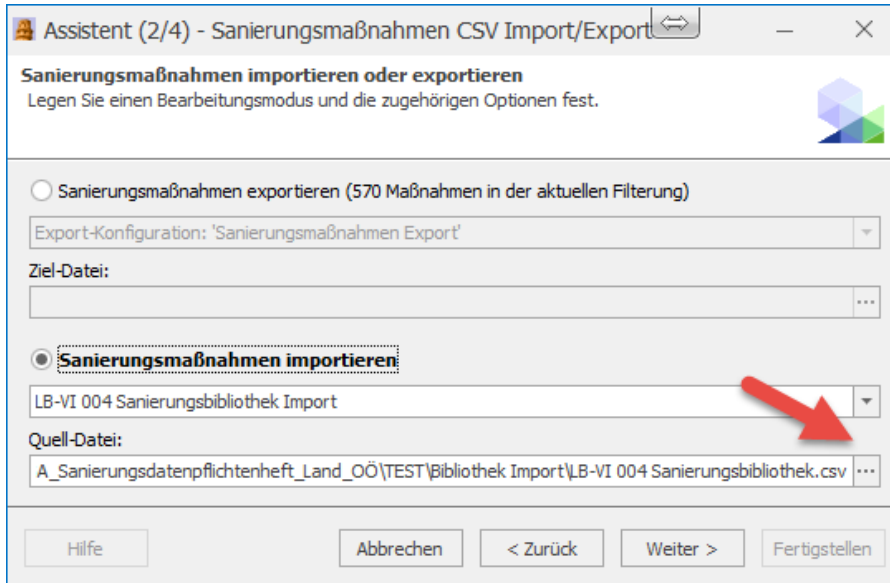 Assistent (2/4) - Sanierungsmaßnahmen CSV Import/Export
Sanierungsmaßnahmen importieren oder exportieren
Legen Sie einen Bearbeitungsmodus und die zugehörigen Optionen fest.
Sanierungsmaßnahmen exportieren (570 Maßnahmen in der aktuellen Filterung)
Export-Konfiguration: 'Sanierungsmaßnahmen Export'
Ziel-Datei:
...
Sanierungsmaßnahmen importieren
LB-VI 004 Sanierungsbibliothek Import
Quell-Datei:
A_Sanierungsdatenpflichtenheft_Land_OÖ\TEST\Bibliothek Import\LB-VI 004 Sanierungsbibliothek.csv ...
Hilfe Abbrechen < Zurück Weiter > Fertigstellen